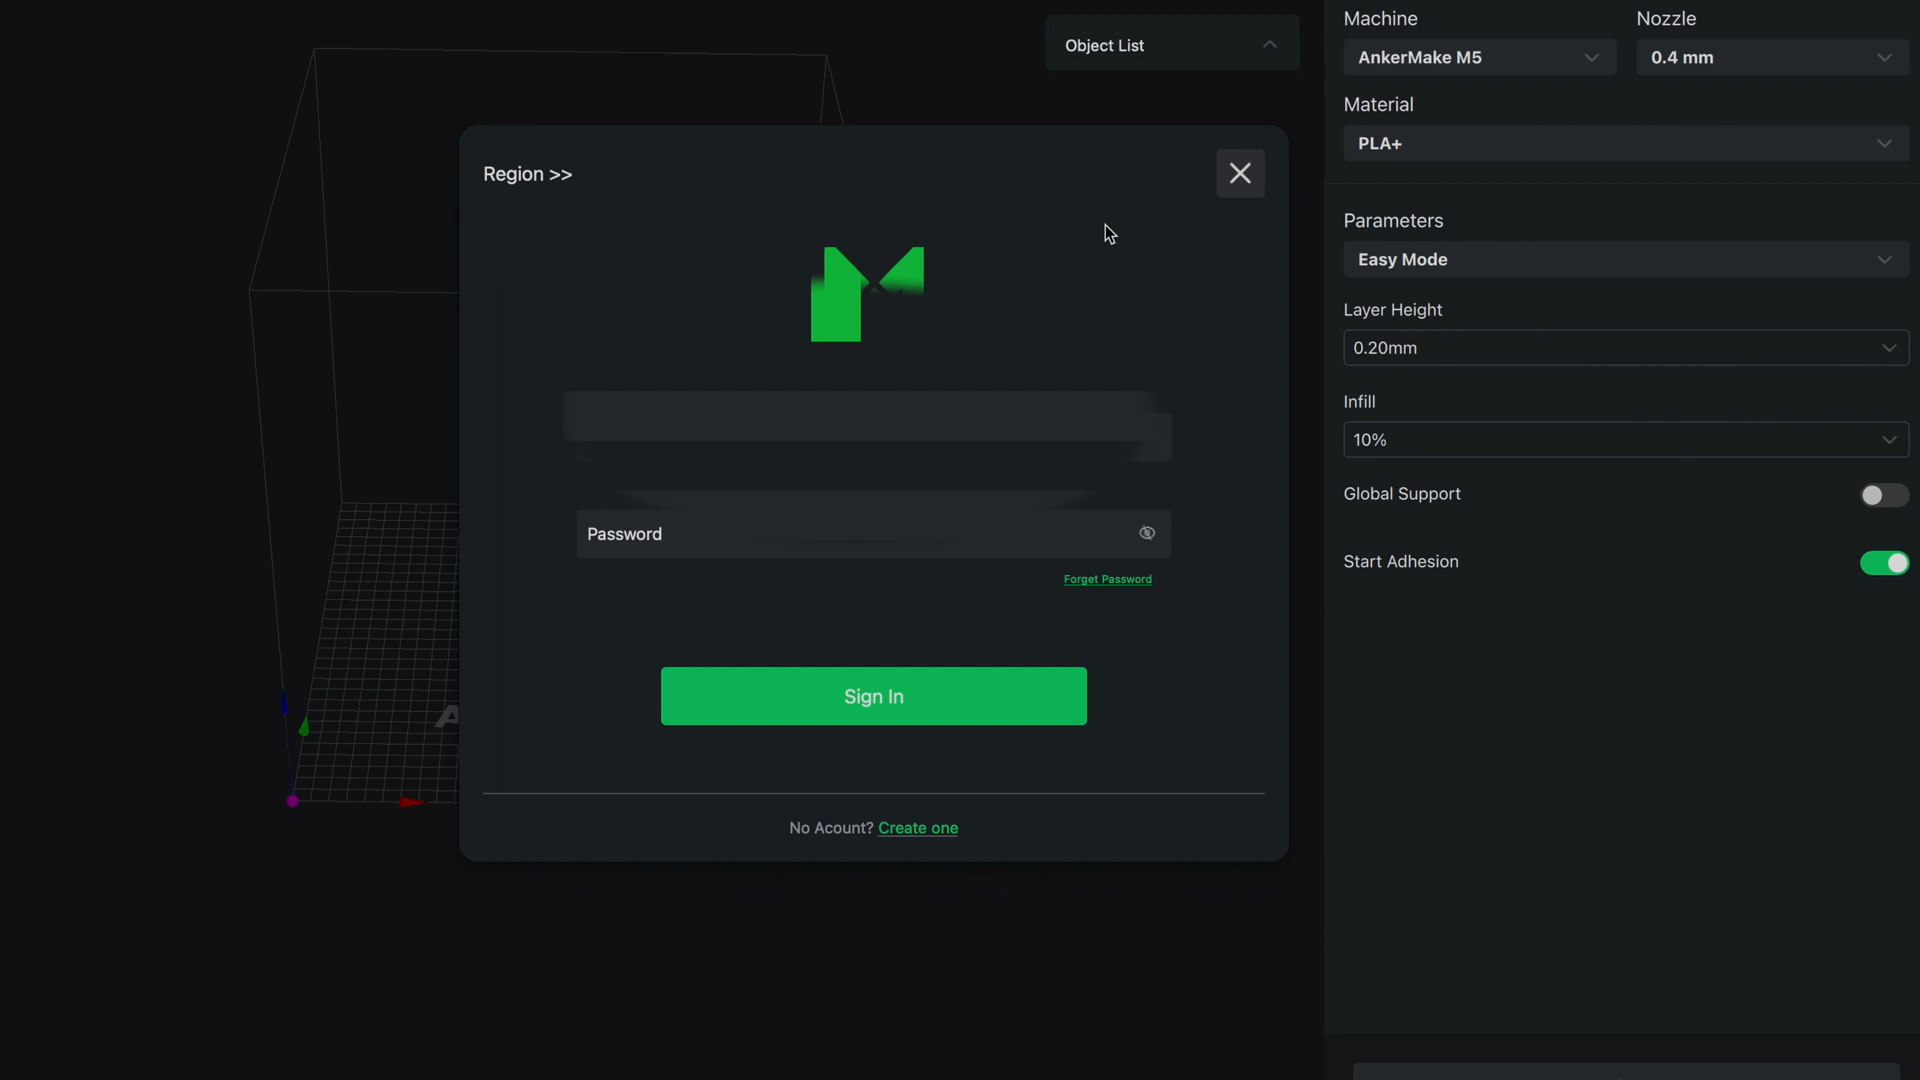 Object List
Machine
Nozzle
AnkerMake M5
0.4 mm
Material
PLA+
Parameters
Easy Mode
Layer Height
0.20mm
Infill
10%
Global Support
Start Adhesion
Region >>
Password
Forget Password
Sign In
No Acount? Create one